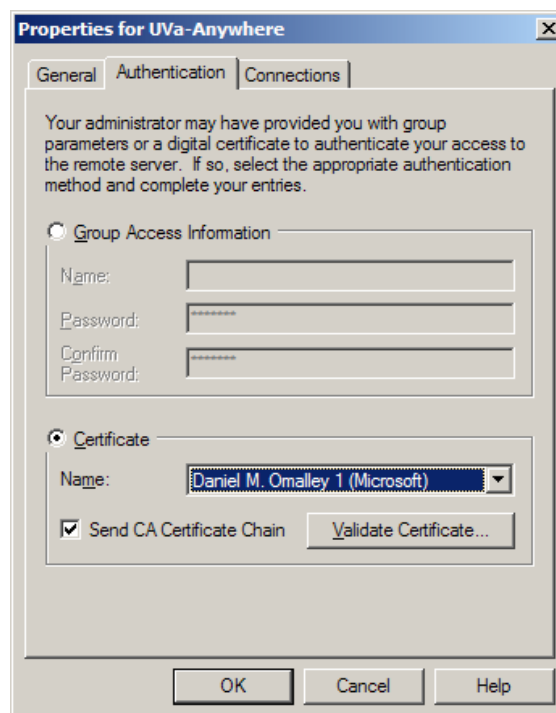 Properties for UVa-Anywhere
General Authentication Connections
Your administrator may have provided you with group
parameters or a digital certificate to authenticate your access to
the remote server. If so, select the appropriate authentication
method and complete your entries.
Group Access Information
Name:
Password: *******
Confirm
Password: *******
Certificate
Name: Daniel M. Omalley 1 (Microsoft)
Send CA Certificate Chain Validate Certificate...
OK Cancel Help